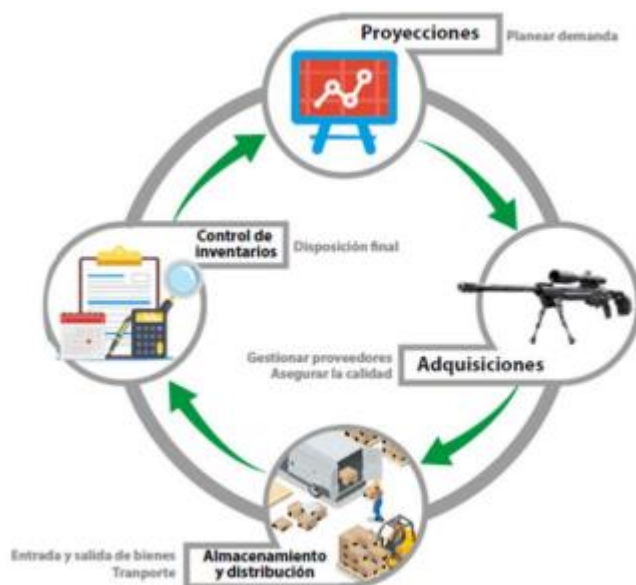 Proyecciones
Planear demanda
Control de
inventarios
Disposición final
Gestionar proveedores
Asegurar la calidad
Adquisiciones
Entrada y salida de bienes
Tranporte
Almacenamiento
y distribución